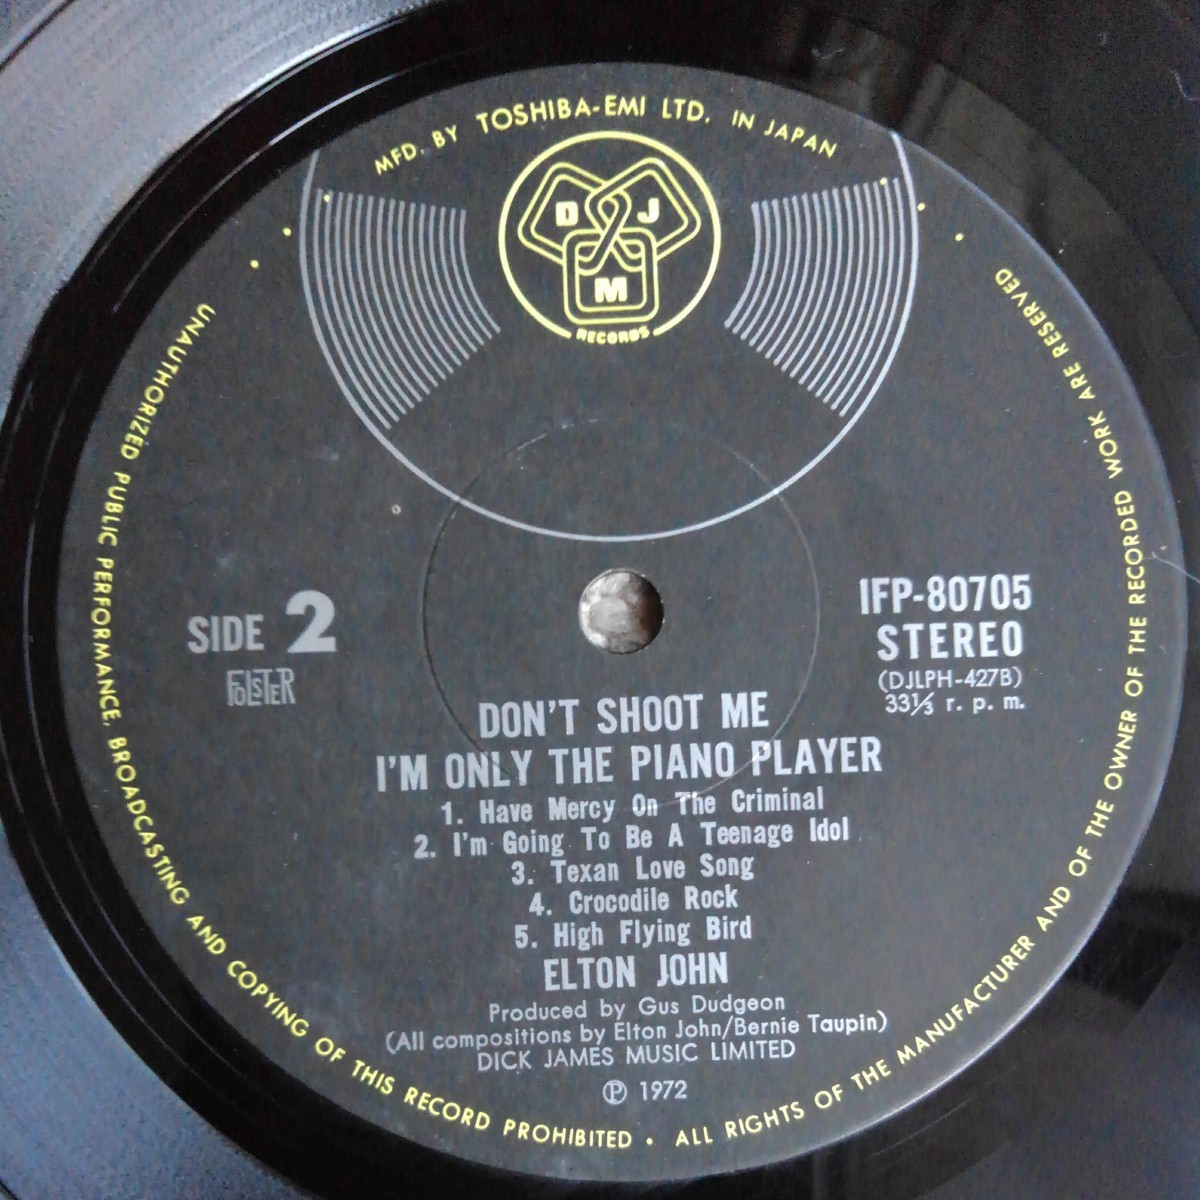 MFD. BY TOSHIBA-EMI LTD. IN JAPAN
D J
M
RECORDS
SIDE 2
FOLSTER
IFP-80705
STEREO
(DJLPH-427B)
33⅓ r. p. m.
DON'T SHOOT ME
I'M ONLY THE PIANO PLAYER
1. Have Mercy On The Criminal
2. I'm Going To Be A Teenage Idol
3. Texan Love Song
4. Crocodile Rock
5. High Flying Bird
ELTON JOHN
Produced by Gus Dudgeon
(All compositions by Elton John/Bernie Taupin)
DICK JAMES MUSIC LIMITED
Ⓟ 1972
UNAUTHORIZED PUBLIC PERFORMANCE, BROADCASTING AND COPYING OF THIS RECORD PROHIBITED • ALL RIGHTS OF THE MANUFACTURER AND OF THE OWNER OF THE RECORDED WORK ARE RESERVED